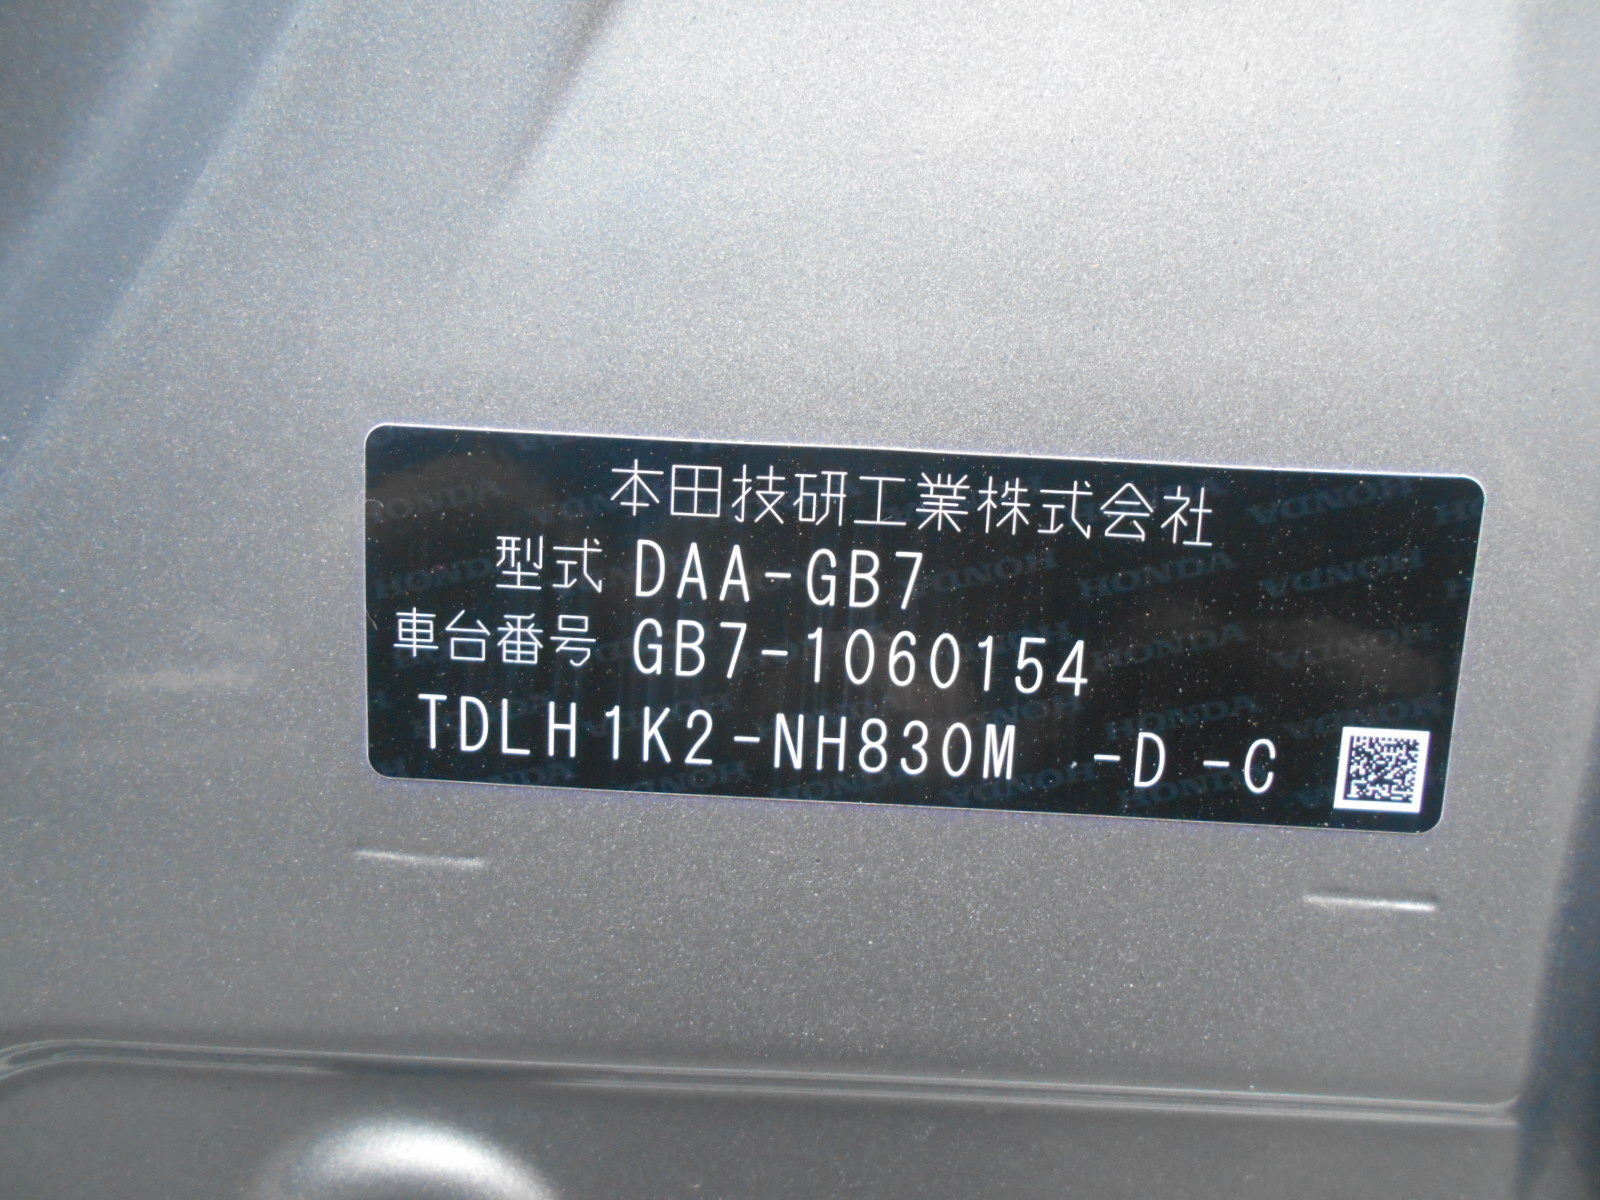 本田技研工業株式会社
型式 DAA-GB7
車台番号 GB7-1060154
TDLH1K2-NH830M -D -C